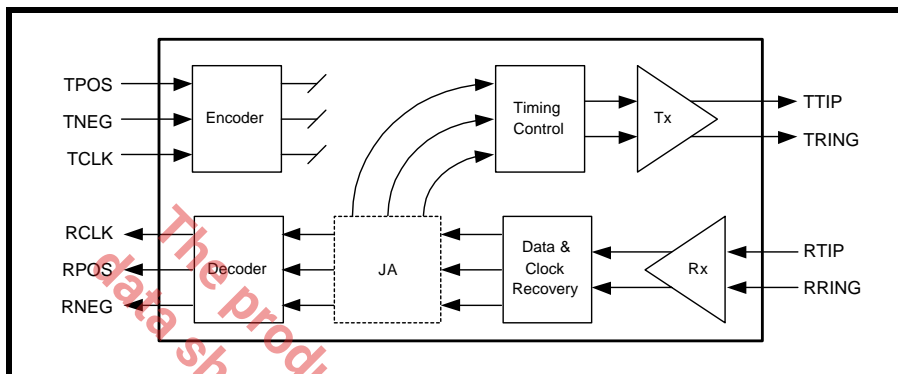 TPOS
TNEG
TCLK
Encoder
Timing
Control
Tx
TTIP
TRING
RCLK
RPOS
RNEG
Decoder
JA
Data &
Clock
Recovery
Rx
RTIP
RRING
The produ
data sh